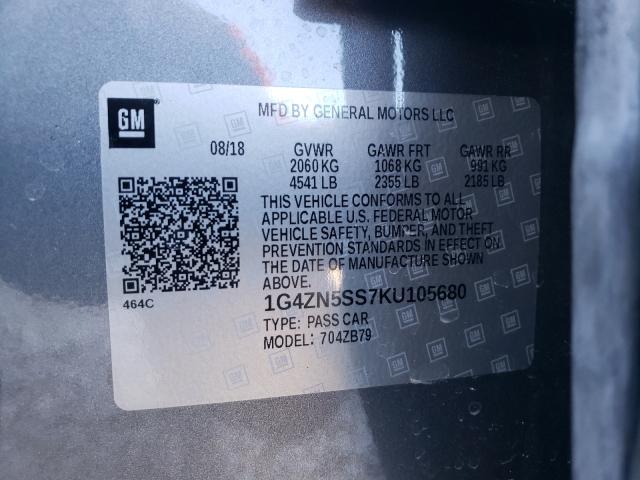 GM
MFD BY GENERAL MOTORS LLC
08/18 GVWR GAWR FRT GAWR RR
2060 KG 1068 KG 991 KG
4541 LB 2355 LB 2185 LB
THIS VEHICLE CONFORMS TO ALL
APPLICABLE U.S. FEDERAL MOTOR
VEHICLE SAFETY, BUMPER, AND THEFT
PREVENTION STANDARDS IN EFFECT ON
THE DATE OF MANUFACTURE SHOWN
ABOVE.
464C
1G4ZN5SS7KU105680
TYPE: PASS CAR
MODEL: 704ZB79